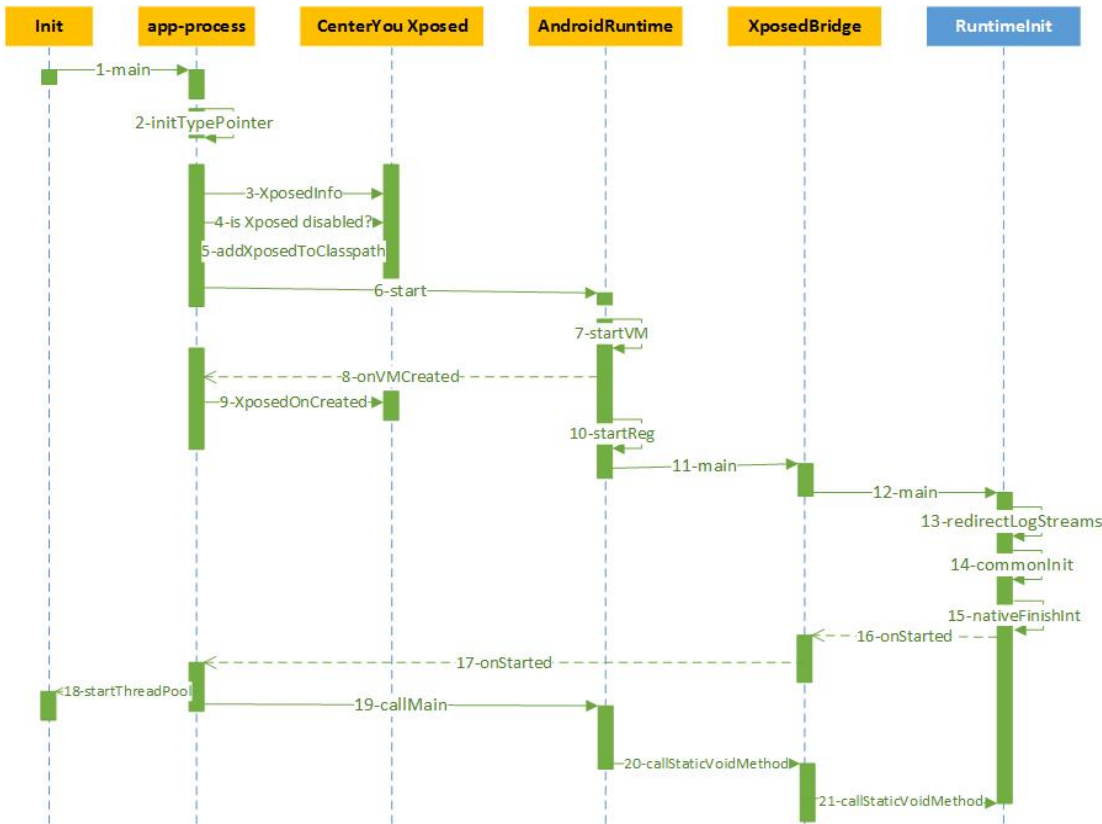 Init
app-process
CenterYou Xposed
AndroidRuntime
XposedBridge
RuntimeInit
1-main
2-initTypePointer
3-XposedInfo
4-is Xposed disabled?
5-addXposedToClasspath
6-start
7-startVM
8-onVMCreated
9-XposedOnCreated
10-startReg
11-main
12-main
13-redirectLogStreams
14-commonInit
15-nativeFinishInt
16-onStarted
17-onStarted
18-startThreadPool
19-callMain
20-callStaticVoidMethod
21-callStaticVoidMethod